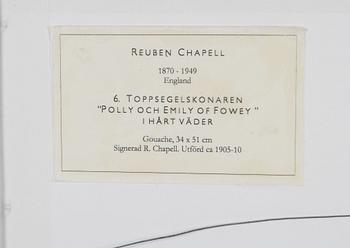 REUBEN CHAPELL
1870 - 1949
England
6. TOPPSEGELSKONAREN
"POLLY OCH EMILY OF FOWEY"
I HÅRT VÄDER
Gouache, 34 x 51 cm
Signerad R. Chapell. Utförd ca 1905-10